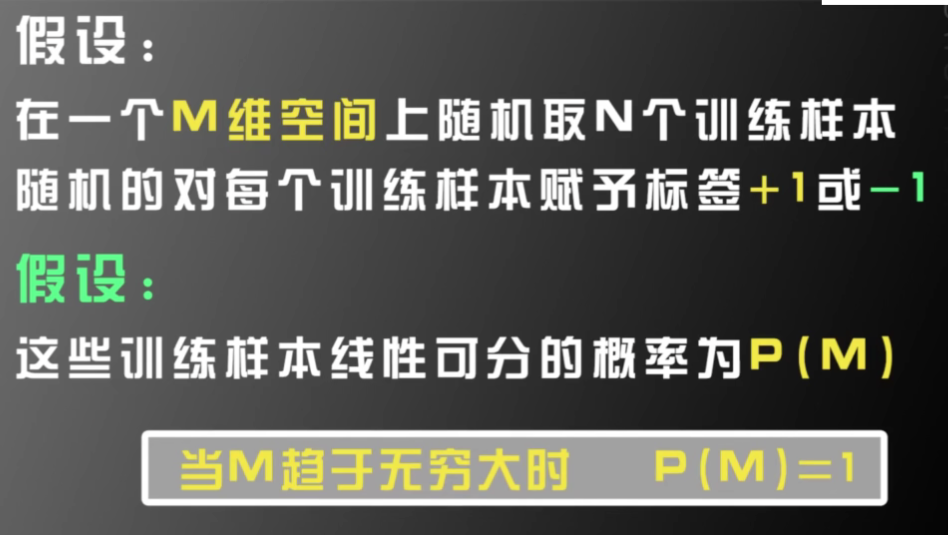 假设：
在一个M维空间上随机取N个训练样本
随机的对每个训练样本赋予标签+1或-1
假设：
这些训练样本线性可分的概率为P(M)
当M趋于无穷大时 P(M)=1